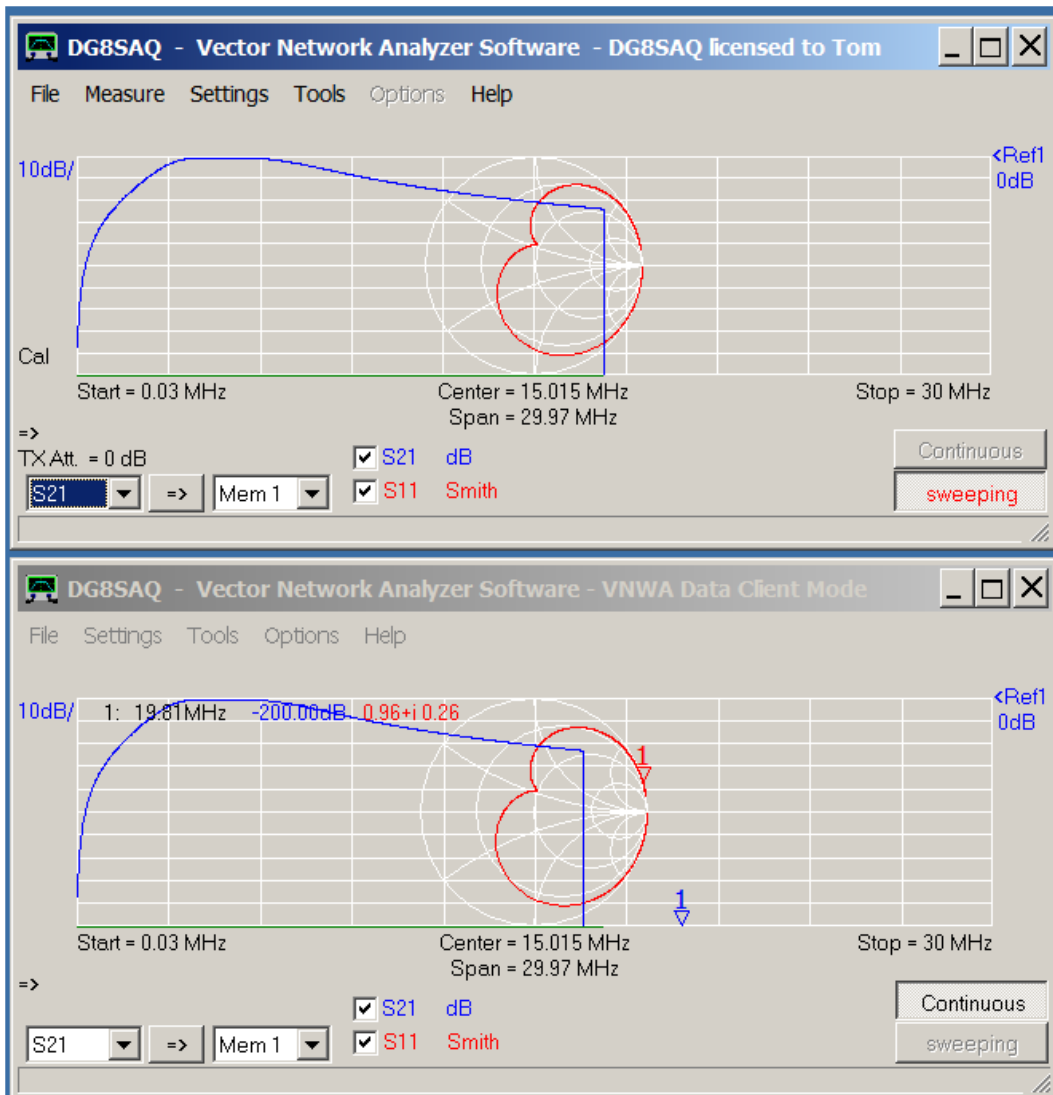 DG8SAQ - Vector Network Analyzer Software - DG8SAQ licensed to Tom
File Measure Settings Tools Options Help
10dB/ <Ref1
0dB
Cal
Start = 0.03 MHz Center = 15.015 MHz Stop = 30 MHz
Span = 29.97 MHz
=>
TX Att. = 0 dB S21 dB Continuous
S21 => Mem 1 S11 Smith sweeping
DG8SAQ - Vector Network Analyzer Software - VNWA Data Client Mode
File Settings Tools Options Help
10dB/ 1: 19.81MHz -200.00dB 0.96+i 0.26 <Ref1
0dB
1
1
Start = 0.03 MHz Center = 15.015 MHz Stop = 30 MHz
Span = 29.97 MHz
=>
S21 dB Continuous
S21 => Mem 1 S11 Smith sweeping